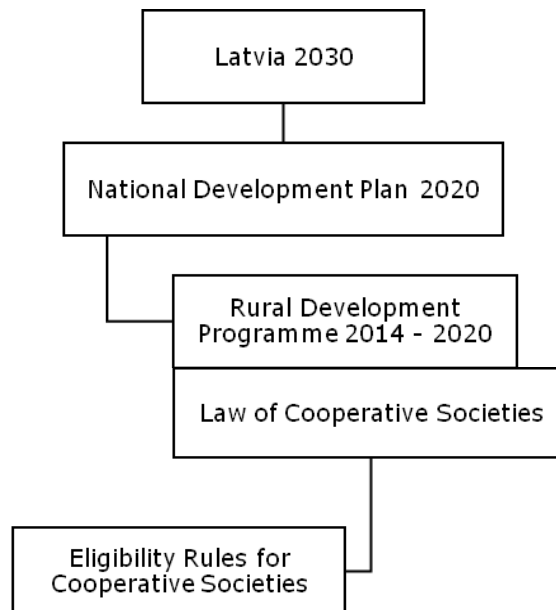 Latvia 2030
National Development Plan 2020
Rural Development
Programme 2014 - 2020
Law of Cooperative Societies
Eligibility Rules for
Cooperative Societies